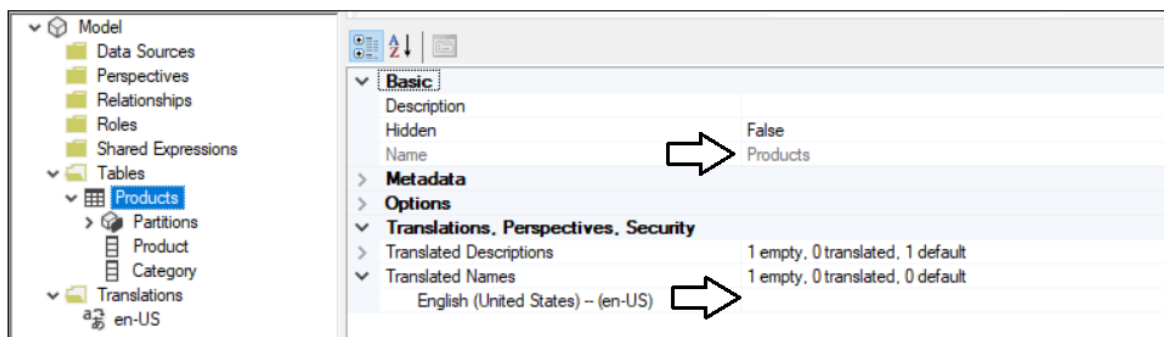 Model
Data Sources
Perspectives
Relationships
Roles
Shared Expressions
Tables
Products
Partitions
Product
Category
Translations
en-US
Basic
Description
Hidden False
Name Products
Metadata
Options
Translations, Perspectives, Security
Translated Descriptions 1 empty, 0 translated, 1 default
Translated Names 1 empty, 0 translated, 0 default
English (United States) -- (en-US)